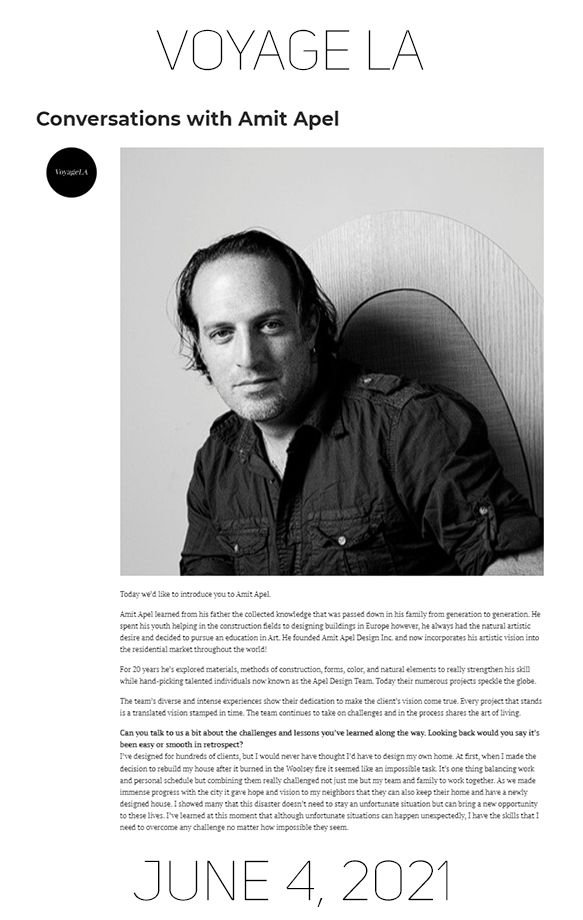 VOYAGE LA
Conversations with Amit Apel
VoyageLA
Today we'd like to introduce you to Amit Apel.
Amit Apel learned from his father the collected knowledge that was passed down in his family from generation to generation. He
spent his youth helping in the construction fields to designing buildings in Europe however, he always had the natural artistic
desire and decided to pursue an education in Art. He founded Amit Apel Design Inc. and now incorporates his artistic vision into
the residential market throughout the world!
For 20 years he's explored materials, methods of construction, forms, color, and natural elements to really strengthen his skill
while hand-picking talented individuals now known as the Apel Design Team. Today their numerous projects speckle the globe.
The team's diverse and intense experiences show their dedication to make the client's vision come true. Every project that stands
is a translated vision stamped in time. The team continues to take on challenges and in the process shares the art of living.
Can you talk to us a bit about the challenges and lessons you've learned along the way. Looking back would you say it's
been easy or smooth in retrospect?
I've designed for hundreds of clients, but I would never have thought I'd have to design my own home. At first, when I made the
decision to rebuild my house after it burned in the Woolsey fire it seemed like an impossible task. It's one thing balancing work
and personal schedule but combining them really challenged not just me but my team and family to work together. As we made
immense progress with the city it gave hope and vision to my neighbors that they can also keep their home and have a newly
designed house. I showed many that this disaster doesn't need to stay an unfortunate situation but can bring a new opportunity
to these lives. I've learned at this moment that although unfortunate situations can happen unexpectedly, I have the skills that I
need to overcome any challenge no matter how impossible they seem.
JUNE 4, 2021